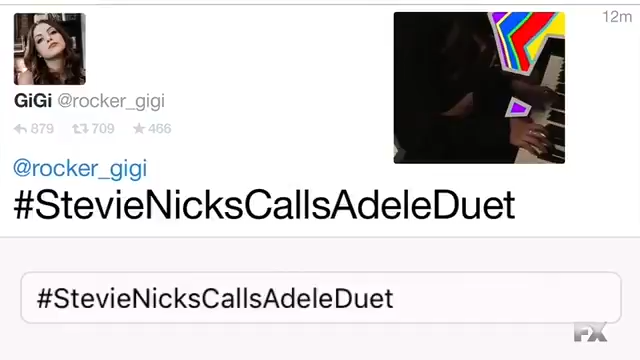 12m
GiGi @rocker_gigi
879 709 466
@rocker_gigi
#StevieNicksCallsAdeleDuet
#StevieNicksCallsAdeleDuet
FX